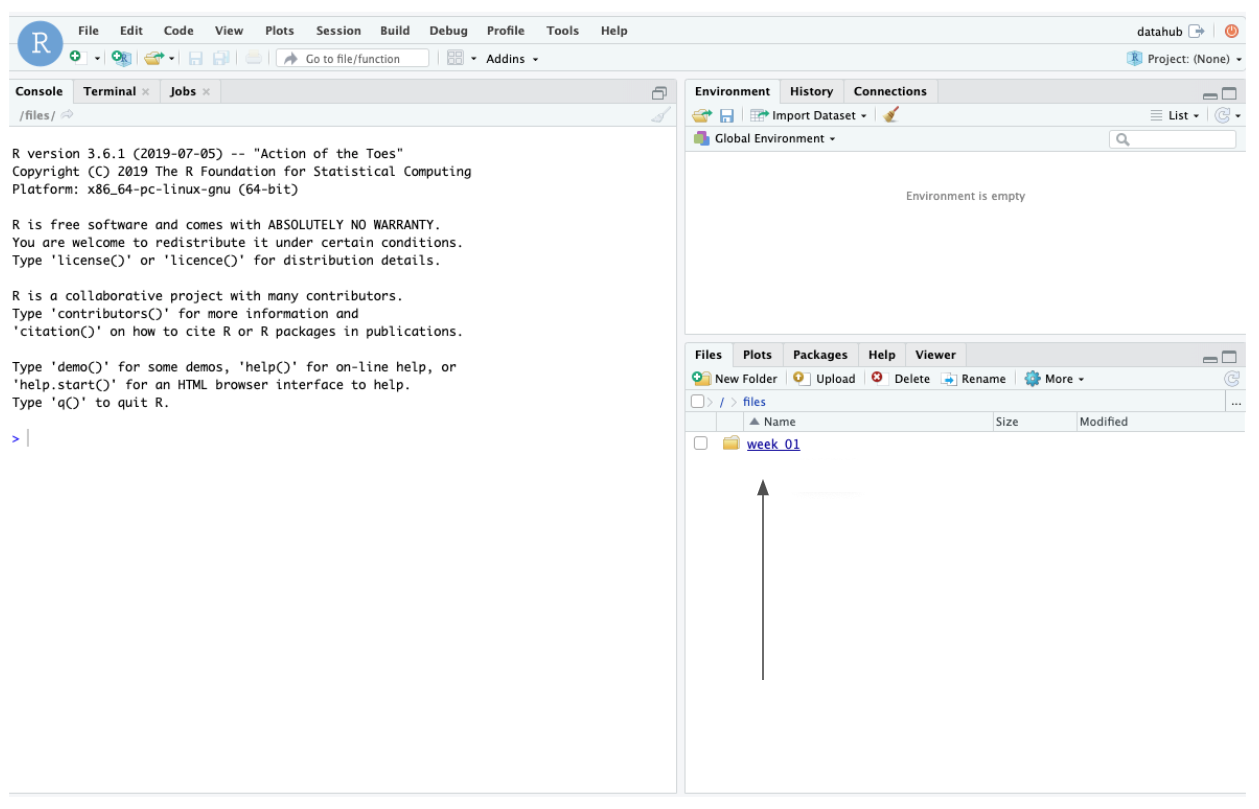 R
File Edit Code View Plots Session Build Debug Profile Tools Help
datahub
Go to file/function
Addins
R Project: (None)
Console Terminal Jobs
/files/
R version 3.6.1 (2019-07-05) -- "Action of the Toes"
Copyright (C) 2019 The R Foundation for Statistical Computing
Platform: x86_64-pc-linux-gnu (64-bit)
R is free software and comes with ABSOLUTELY NO WARRANTY.
You are welcome to redistribute it under certain conditions.
Type 'license()' or 'licence()' for distribution details.
R is a collaborative project with many contributors.
Type 'contributors()' for more information and
'citation()' on how to cite R or R packages in publications.
Type 'demo()' for some demos, 'help()' for on-line help, or
'help.start()' for an HTML browser interface to help.
Type 'q()' to quit R.
>
Environment History Connections
Import Dataset
List
Global Environment
Environment is empty
Files Plots Packages Help Viewer
New Folder Upload Delete Rename More
/ files
...
Name Size Modified
week_01